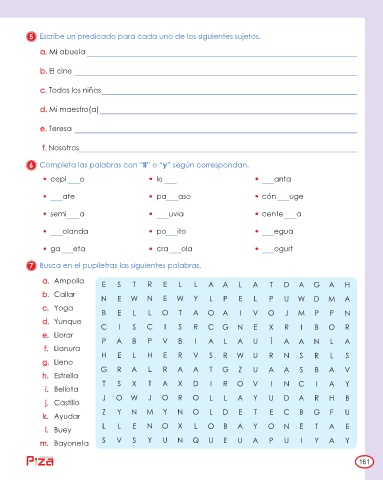 5 Escribe un predicado para cada uno de los siguientes sujetos.
a. Mi abuela
b. El cine
c. Todos los niños
d. Mi maestro(a)
e. Teresa
f. Nosotros
6 Completa las palabras con "ll" o "y" según correspondan.
• cepi___o • le ___ • ___anta
• ___ate • pa___aso • cón___uge
• semi___a • ___uvia • cente___a
• ___olanda • po___ito • ___egua
• ga___eta • cra___ola • ___ogurt
7 Busca en el pupiletras las siguientes palabras.
a. Ampolla
b. Callar
c. Yoga
d. Yunque
e. Llorar
f. Llanura
g. Lleno
h. Estrella
i. Bellota
j. Castillo
k. Ayudar
l. Buey
m. Bayoneta
E S T R E L L A A L A T D A G A H
N E W N E W Y L P E L P U W D M A
B E L L O T A O A I V O J M P P N
C I S C I S R C G N E X R I B O R
P A B P V B I A L A U Í A A N L A
H E L H E R V S R W U R N S R L S
G R A L R A A T G Z U A A S B A V
T S X T A X D I R O V I N C I A Y
J O W J O R O L L A Y U D A R H B
Z Y N M Y N O L D E T E C B G F U
L L E N O X L O B A Y O N E T A E
S V S Y U N Q U E U A P U I Y A Y
Piza
161